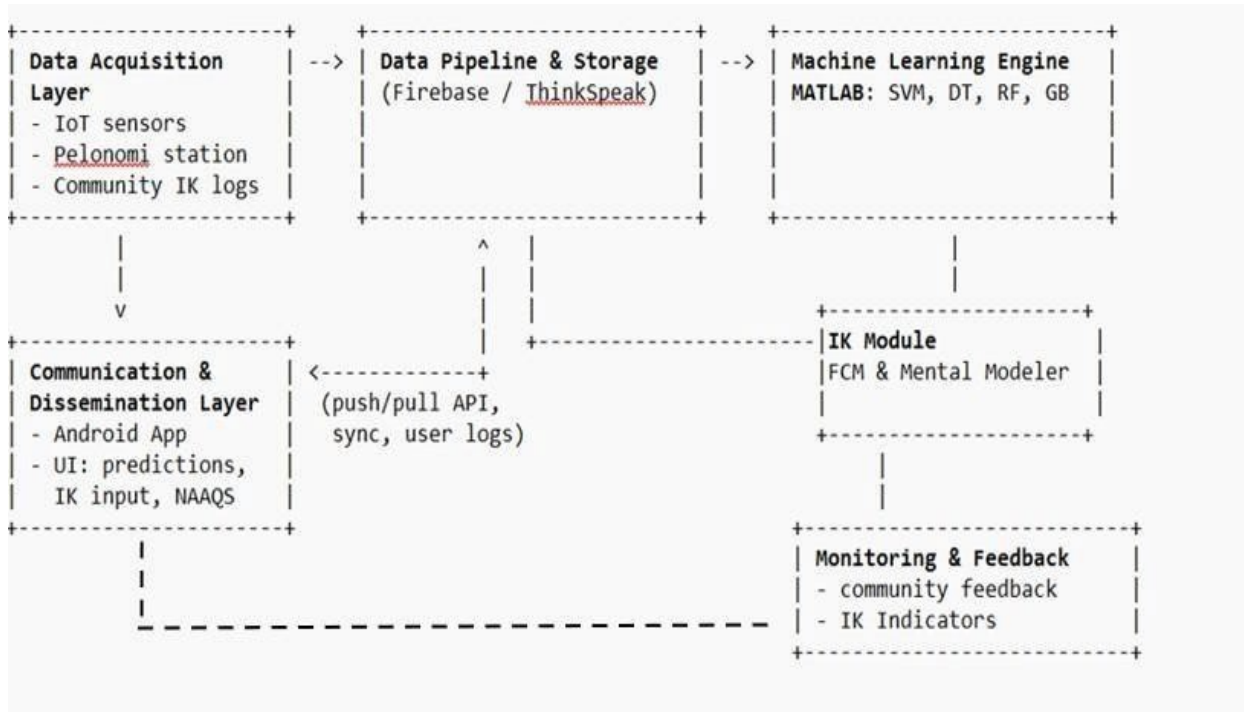 Data Acquisition
Layer
- IoT sensors
- Pelonomi station
- Community IK logs
Data Pipeline & Storage
(Firebase / ThinkSpeak)
Machine Learning Engine
MATLAB: SVM, DT, RF, GB
Communication &
Dissemination Layer
- Android App
- UI: predictions,
IK input, NAAQS
(push/pull API,
sync, user logs)
IK Module
FCM & Mental Modeler
Monitoring & Feedback
- community feedback
- IK Indicators